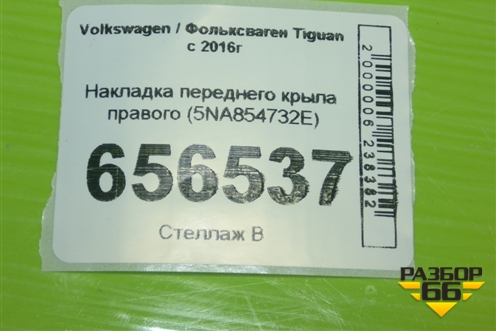 Volkswagen / Фольксваген Tiguan
с 2016г
Накладка переднего крыла
правого (5NA854732E)
656537
Стеллаж В
2000006238382
РАЗБОР
66